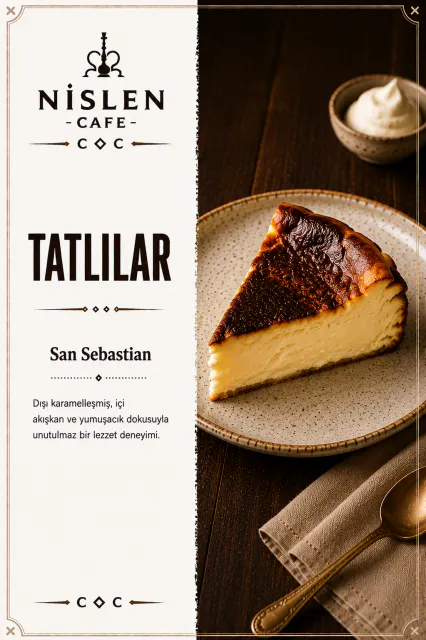 NİSLEN
-CAFE-
C C
TATLILAR
San Sebastian
Dışı karamelleşmiş, içi
akışkan ve yumuşacık dokusuyla
unutulmaz bir lezzet deneyimi.
C C